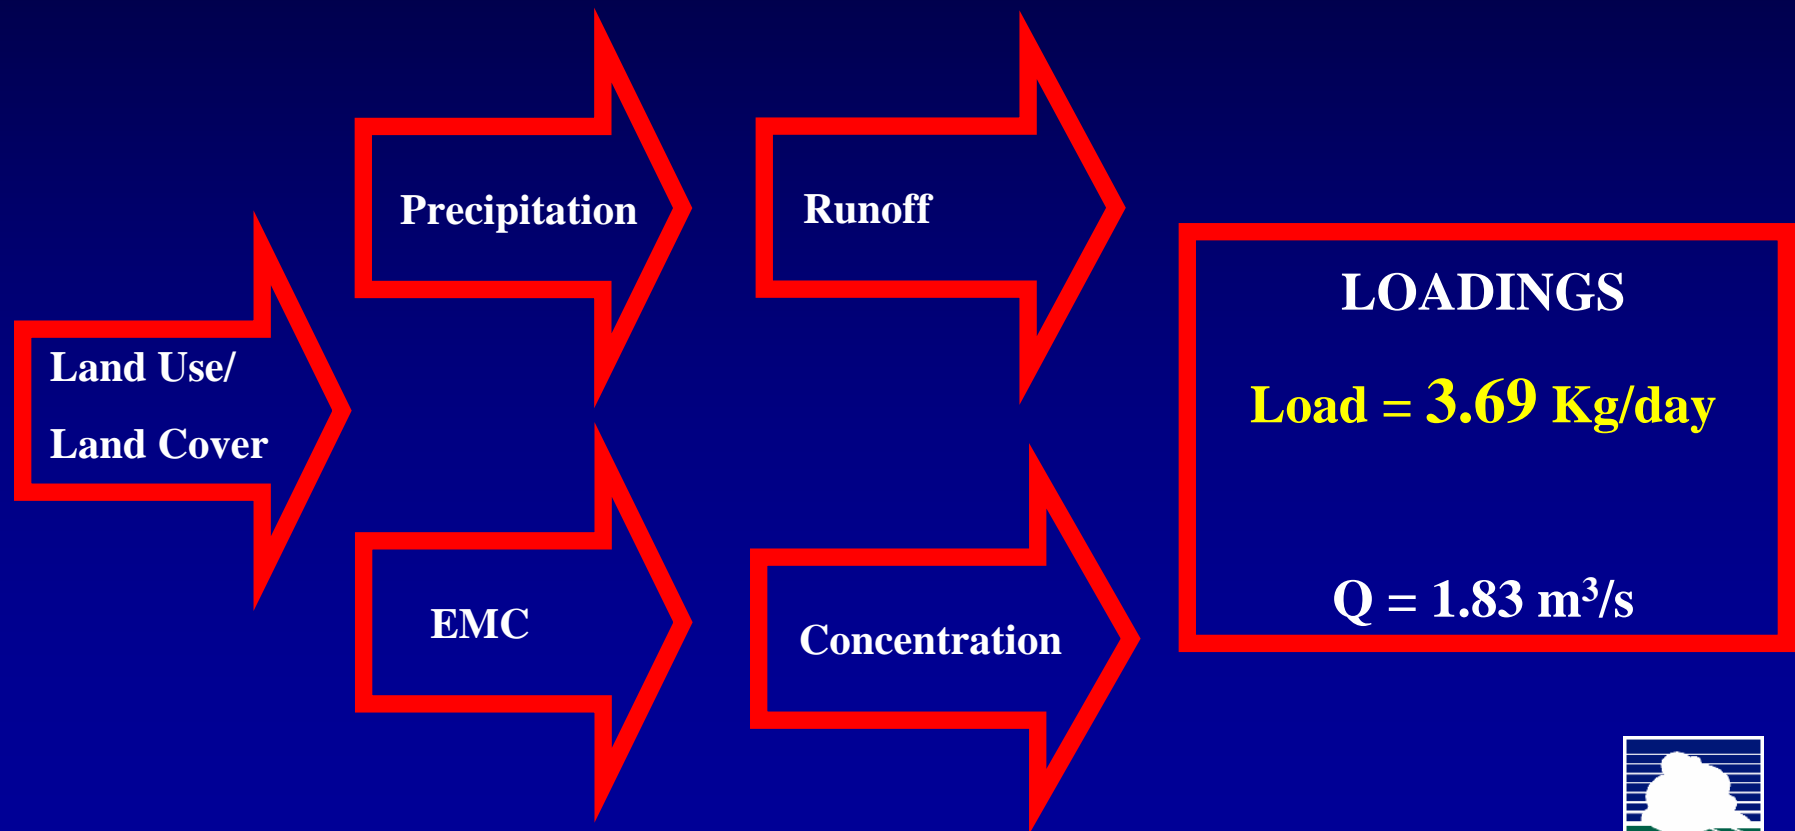 Precipitation
Runoff
Land Use/
Land Cover
EMC
Concentration
LOADINGS
Load = 3.69 Kg/day
Q = 1.83 m³/s